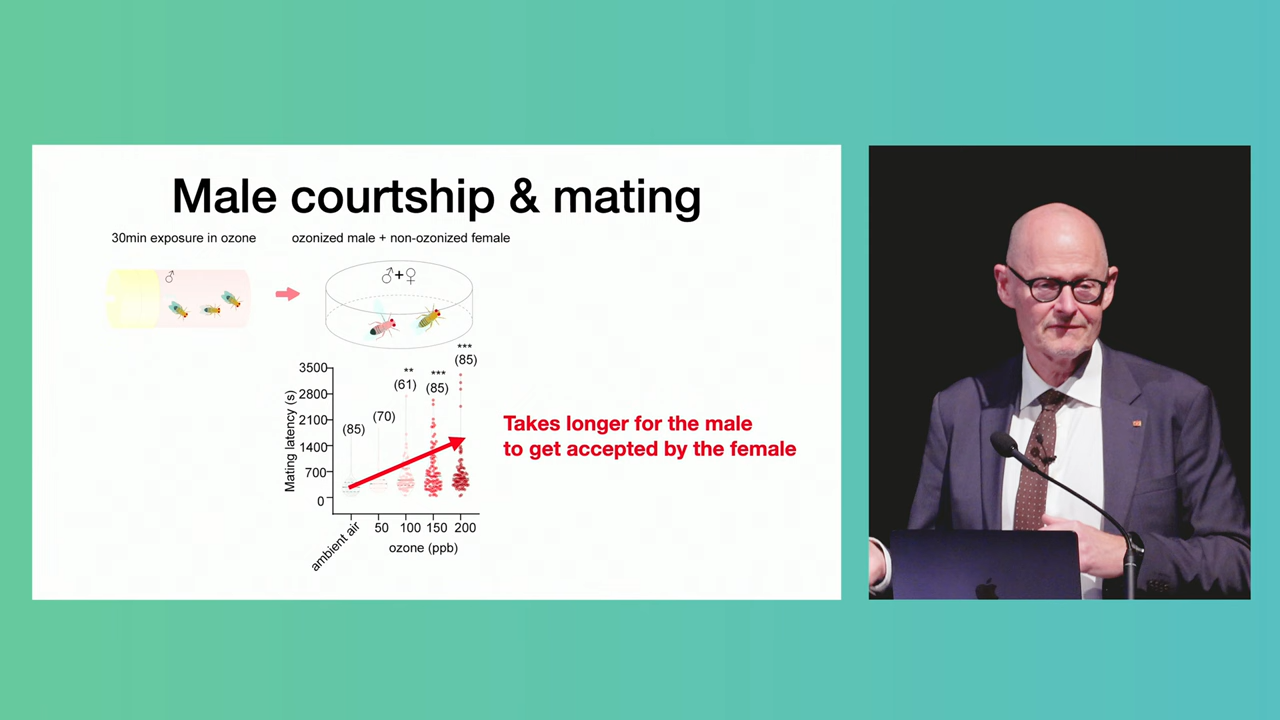 Male courtship & mating
30min exposure in ozone
ozonized male + non-ozonized female
♂
♂+♀
Mating latency (s)
3500
2800
2100
1400
700
0
(85)
(70)
**
(61)
***
(85)
***
(85)
ambient air
50
100
150
200
ozone (ppb)
Takes longer for the male
to get accepted by the female